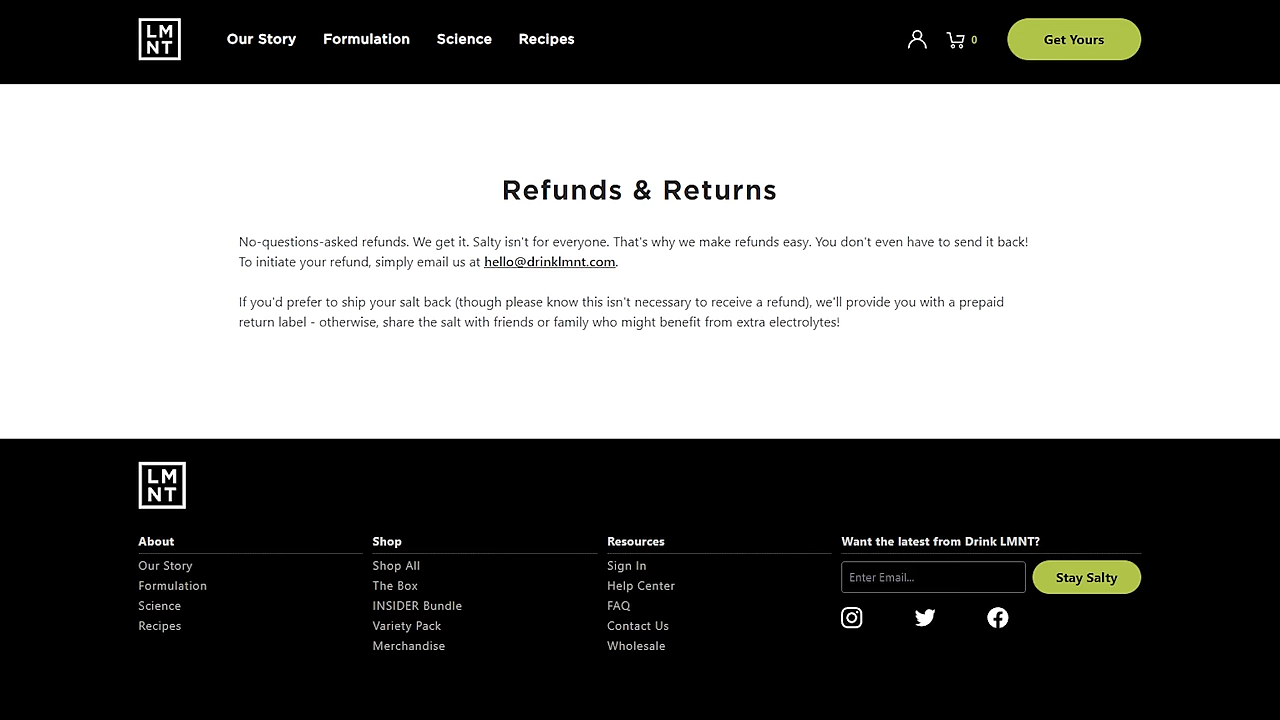 LM
NT
Our Story
Formulation
Science
Recipes
0
Get Yours
Refunds & Returns
No-questions-asked refunds. We get it. Salty isn't for everyone. That's why we make refunds easy. You don't even have to send it back!
To initiate your refund, simply email us at hello@drinklmnt.com.
If you'd prefer to ship your salt back (though please know this isn't necessary to receive a refund), we'll provide you with a prepaid
return label - otherwise, share the salt with friends or family who might benefit from extra electrolytes!
LM
NT
About
Our Story
Formulation
Science
Recipes
Shop
Shop All
The Box
INSIDER Bundle
Variety Pack
Merchandise
Resources
Sign In
Help Center
FAQ
Contact Us
Wholesale
Want the latest from Drink LMNT?
Enter Email...
Stay Salty